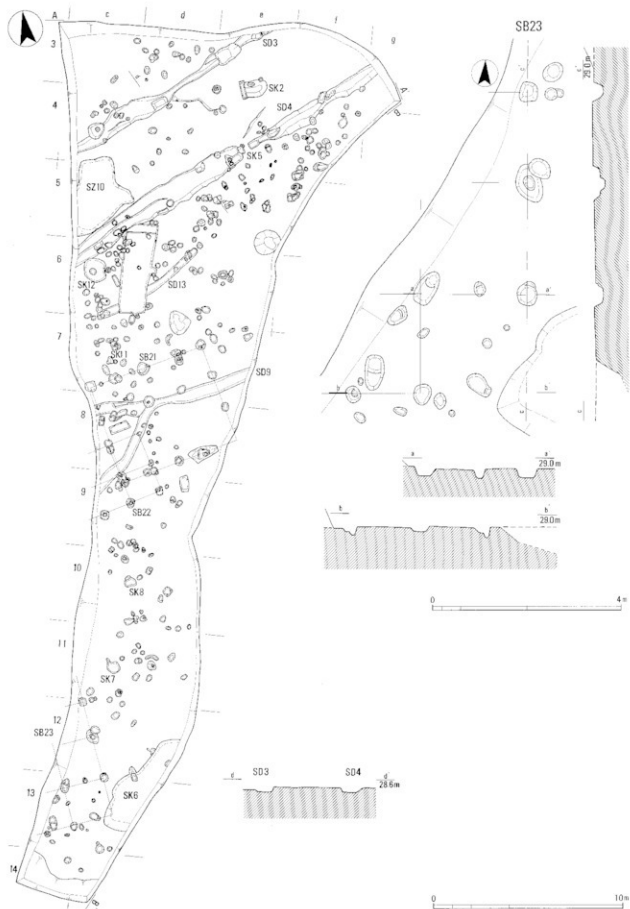 A
c
d
e
f
g
3
4
5
6
7
8
9
10
11
12
13
14
SD3
SK2
SD4
A
SK5
SZ10
SK12
SD13
SK11
SB21
SD9
SB22
SK8
SK7
SB23
SK6
SB23
29.0m
a
a'
b
b'
a
a'
29.0m
b
b'
29.0m
0
4m
SD3
SD4
d'
28.6m
0
10m